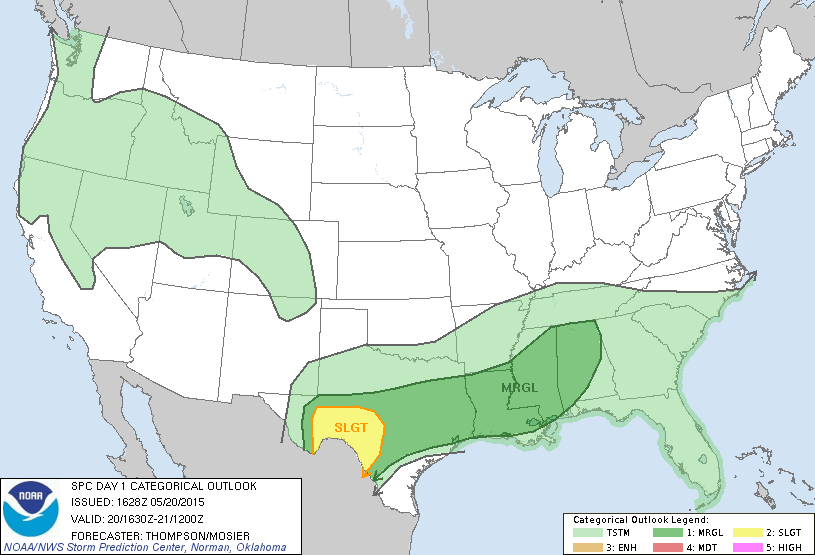 MRGL
SLGT
NOAA
SPC DAY 1 CATEGORICAL OUTLOOK
ISSUED: 1628Z 05/20/2015
VALID: 20/1630Z-21/1200Z
FORECASTER: THOMPSON/MOSIER
NOAA/NWS Storm Prediction Center, Norman, Oklahoma
Categorical Outlook Legend:
TSTM 1: MRGL 2: SLGT
3: ENH 4: MDT 5: HIGH